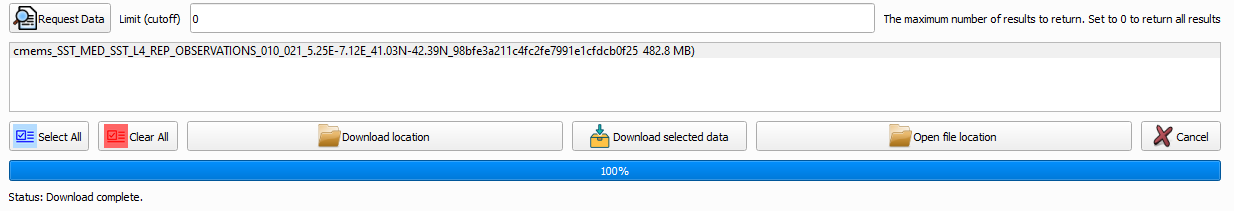 Request Data Limit (cutoff) 0 The maximum number of results to return. Set to 0 to return all results
cmems_SST_MED_SST_L4_REP_OBSERVATIONS_010_021_5.25E-7.12E_41.03N-42.39N_98bfe3a211c4fc2fe7991e1cfdcb0f25 482.8 MB)
Select All Clear All Download location Download selected data Open file location Cancel
100%
Status: Download complete.